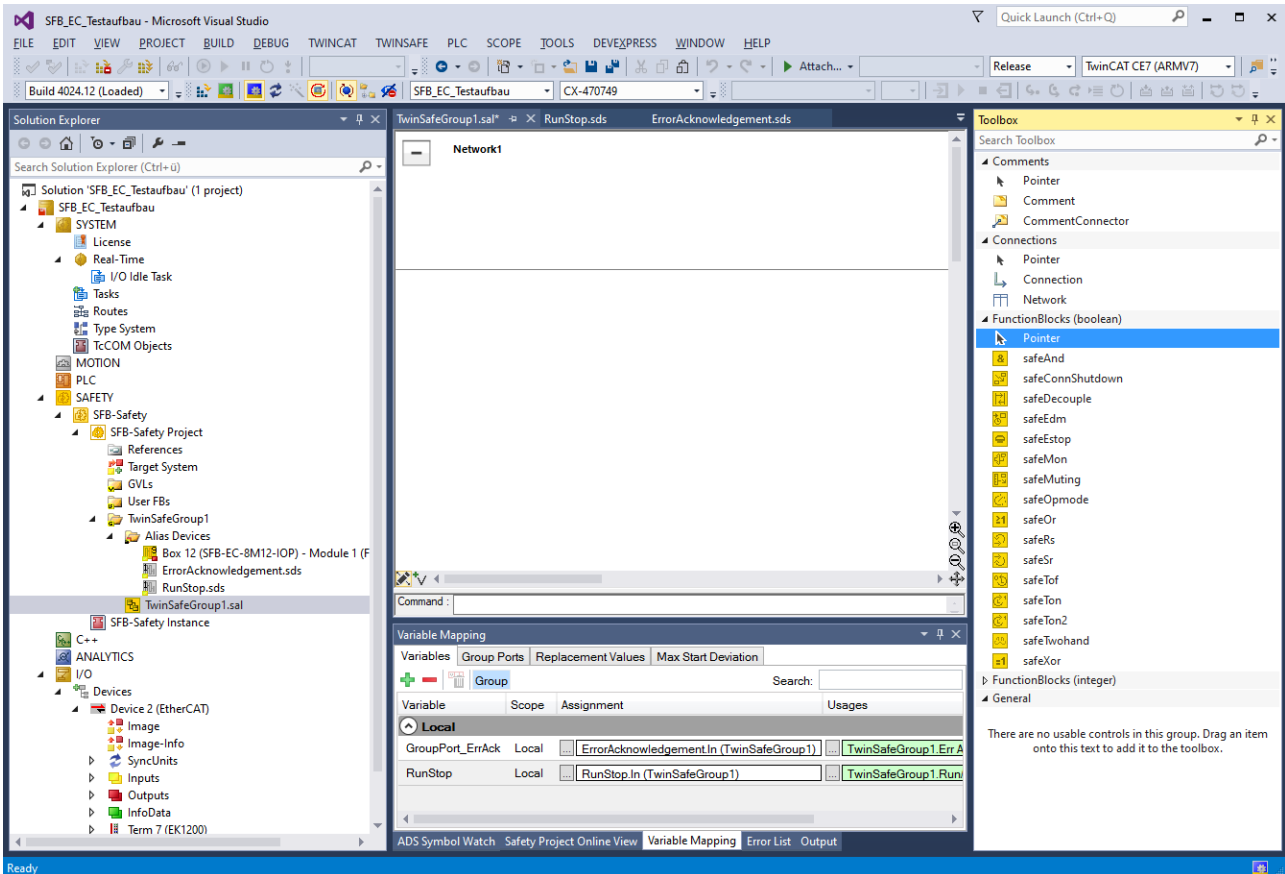 SFB_EC_Testaufbau - Microsoft Visual Studio
Quick Launch (Ctrl+Q)
FILE EDIT VIEW PROJECT BUILD DEBUG TWINCAT TWINSAFE PLC SCOPE TOOLS DEVEXPRESS WINDOW HELP
Attach... Release TwinCAT CE7 (ARMV7)
Build 4024.12 (Loaded) SFB_EC_Testaufbau CX-470749
Solution Explorer
Search Solution Explorer (Ctrl+ü)
Solution 'SFB_EC_Testaufbau' (1 project)
SFB_EC_Testaufbau
SYSTEM
License
Real-Time
I/O Idle Task
Tasks
Routes
Type System
TcCOM Objects
MOTION
PLC
SAFETY
SFB-Safety
SFB-Safety Project
References
Target System
GVLs
User FBs
TwinSafeGroup1
Alias Devices
Box 12 (SFB-EC-8M12-IOP) - Module 1 (F
ErrorAcknowledgement.sds
RunStop.sds
TwinSafeGroup1.sal
SFB-Safety Instance
C++
ANALYTICS
I/O
Devices
Device 2 (EtherCAT)
Image
Image-Info
SyncUnits
Inputs
Outputs
InfoData
Term 7 (EK1200)
TwinSafeGroup1.sal* RunStop.sds ErrorAcknowledgement.sds
Network1
Command :
Variable Mapping
Variables Group Ports Replacement Values Max Start Deviation
Group Search:
Variable Scope Assignment Usages
Local
GroupPort_ErrAck Local ... ErrorAcknowledgement.In (TwinSafeGroup1) ... TwinSafeGroup1.Err A
RunStop Local ... RunStop.In (TwinSafeGroup1) ... TwinSafeGroup1.Run/
ADS Symbol Watch Safety Project Online View Variable Mapping Error List Output
Toolbox
Search Toolbox
Comments
Pointer
Comment
CommentConnector
Connections
Pointer
Connection
Network
FunctionBlocks (boolean)
Pointer
safeAnd
safeConnShutdown
safeDecouple
safeEdm
safeEstop
safeMon
safeMuting
safeOpmode
safeOr
safeRs
safeSr
safeTof
safeTon
safeTon2
safeTwohand
safeXor
FunctionBlocks (integer)
General
There are no usable controls in this group. Drag an item
onto this text to add it to the toolbox.
Ready